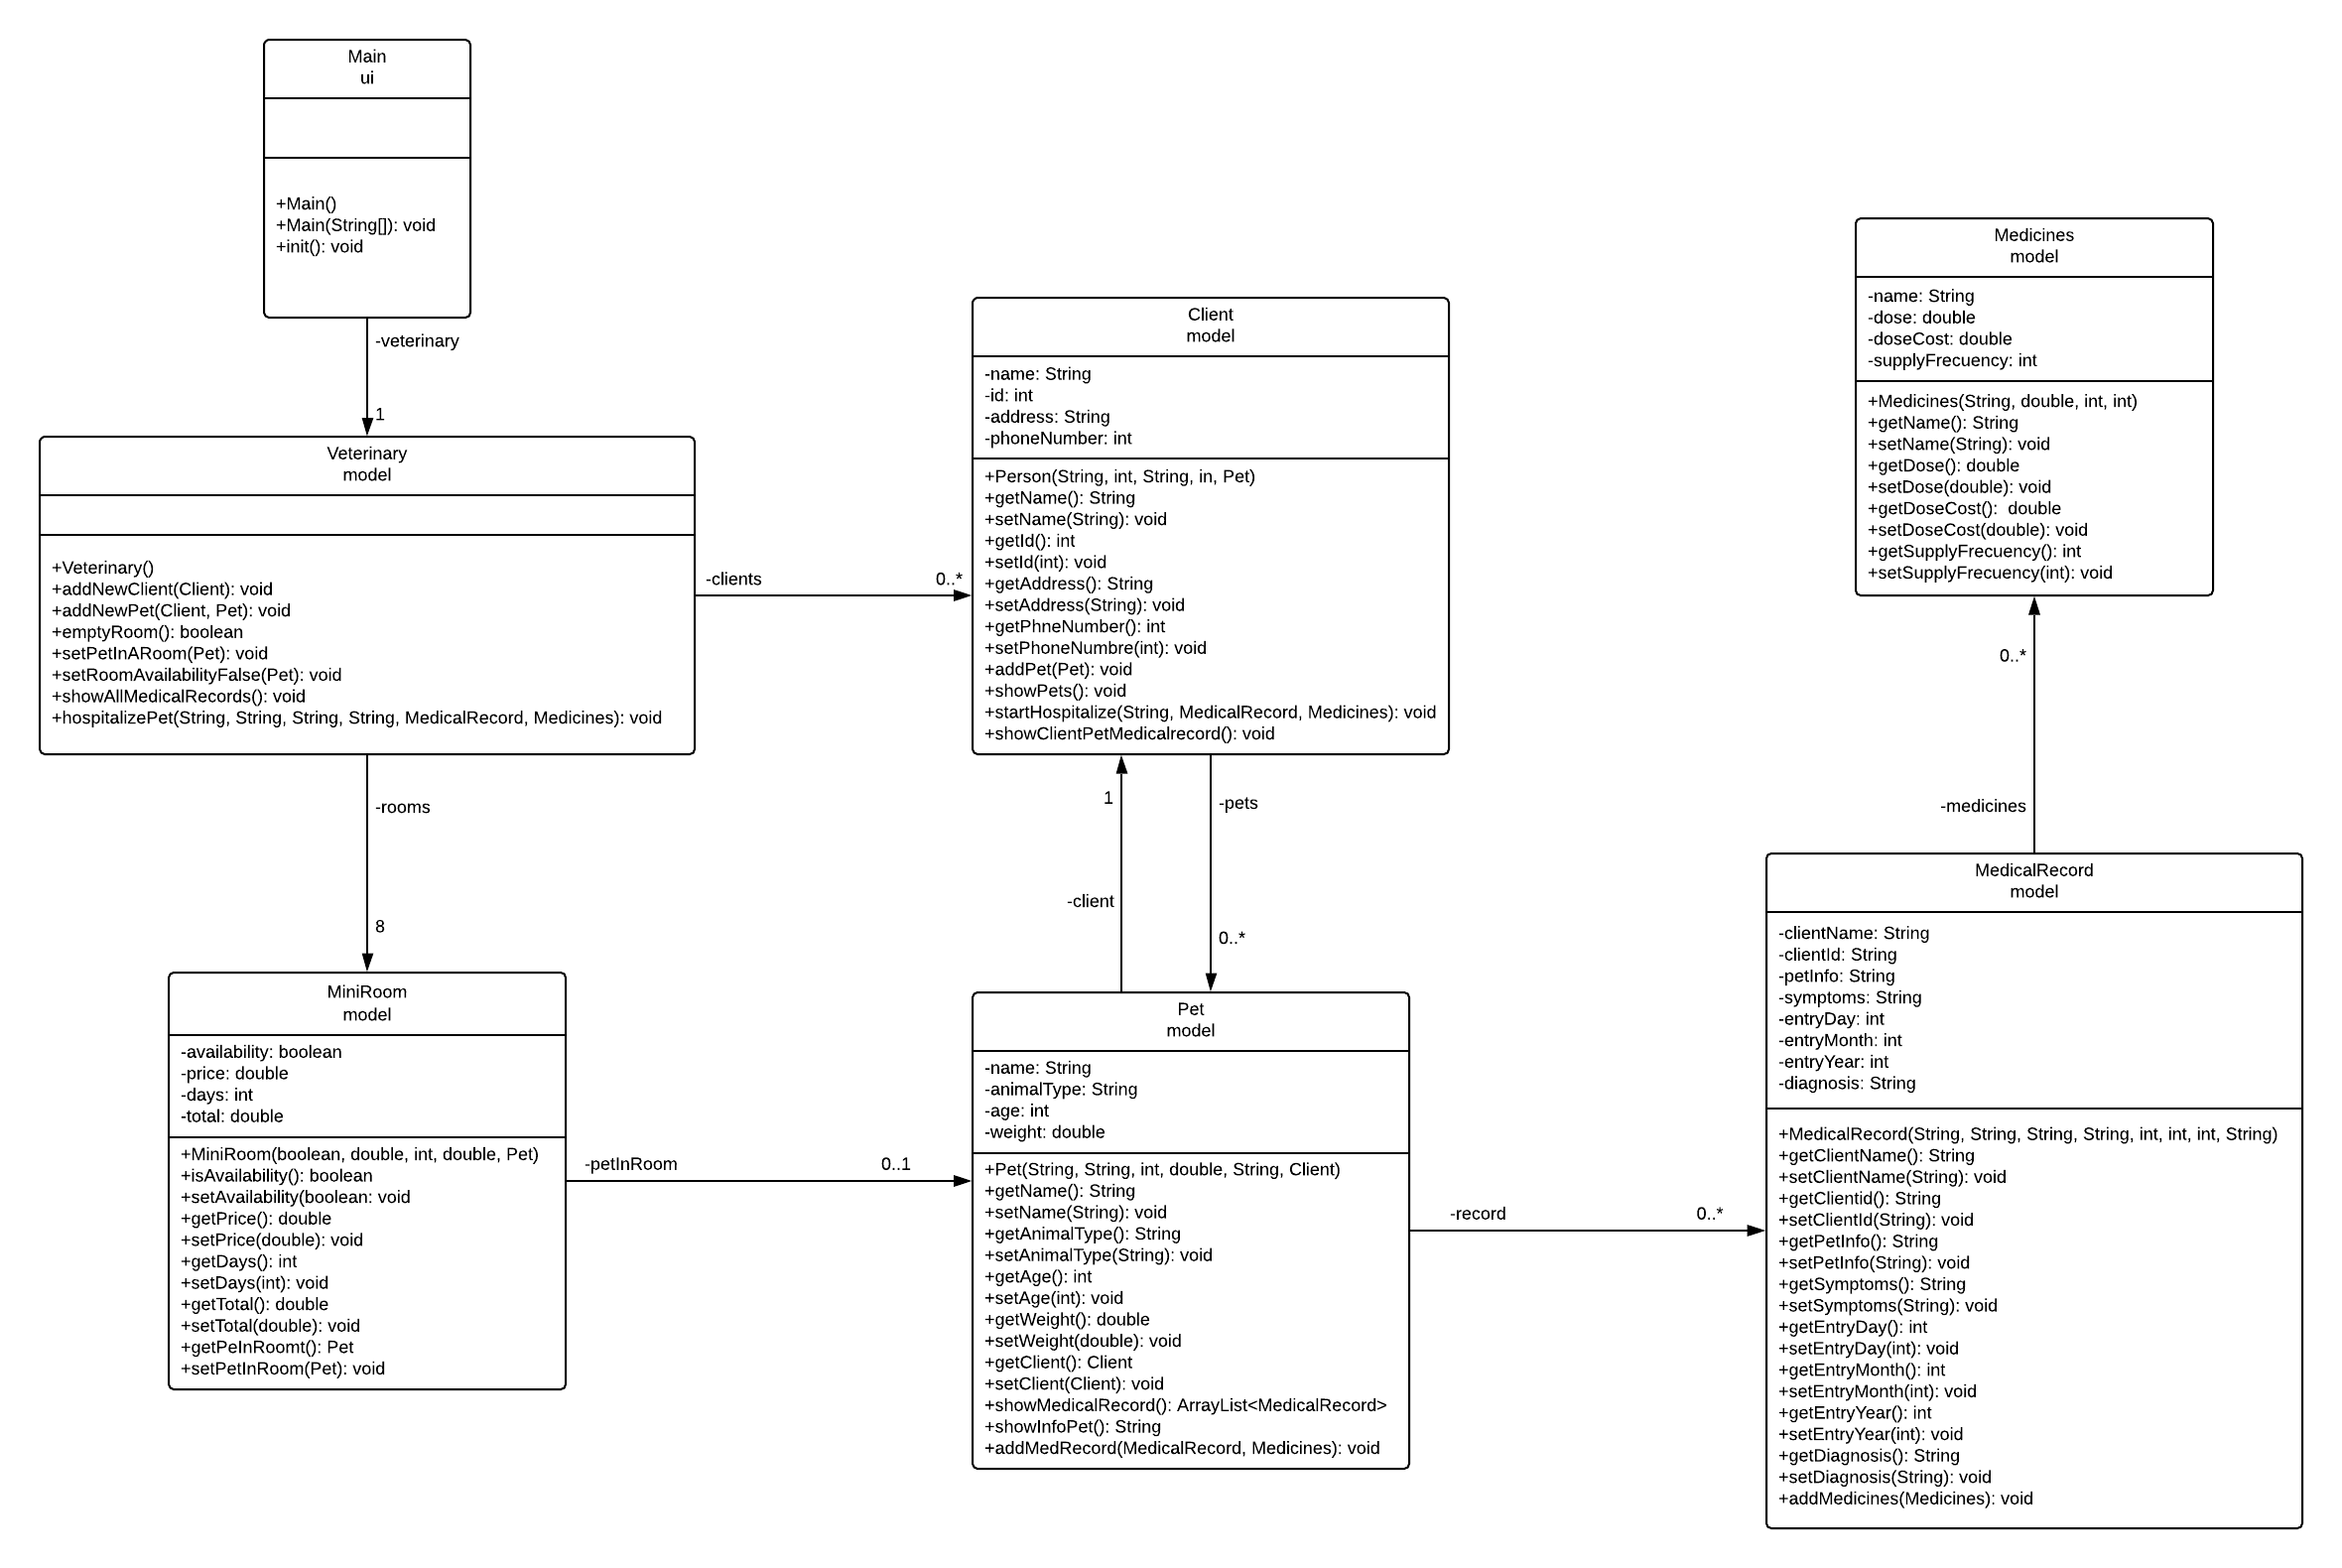 Main
ui
+Main()
+Main(String[]): void
+init(): void
-veterinary
1
Veterinary
model
+Veterinary()
+addNewClient(Client): void
+addNewPet(Client, Pet): void
+emptyRoom(): boolean
+setPetInARoom(Pet): void
+setRoomAvailabilityFalse(Pet): void
+showAllMedicalRecords(): void
+hospitalizePet(String, String, String, String, MedicalRecord, Medicines): void
-clients
0..*
-rooms
8
Client
model
-name: String
-id: int
-address: String
-phoneNumber: int
+Person(String, int, String, in, Pet)
+getName(): String
+setName(String): void
+getId(): int
+setId(int): void
+getAddress(): String
+setAddress(String): void
+getPhneNumber(): int
+setPhoneNumbre(int): void
+addPet(Pet): void
+showPets(): void
+startHospitalize(String, MedicalRecord, Medicines): void
+showClientPetMedicalrecord(): void
1
-client
-pets
0..*
Medicines
model
-name: String
-dose: double
-doseCost: double
-supplyFrecuency: int
+Medicines(String, double, int, int)
+getName(): String
+setName(String): void
+getDose(): double
+setDose(double): void
+getDoseCost():  double
+setDoseCost(double): void
+getSupplyFrecuency(): int
+setSupplyFrecuency(int): void
0..*
-medicines
MiniRoom
model
-availability: boolean
-price: double
-days: int
-total: double
+MiniRoom(boolean, double, int, double, Pet)
+isAvailability(): boolean
+setAvailability(boolean: void
+getPrice(): double
+setPrice(double): void
+getDays(): int
+setDays(int): void
+getTotal(): double
+setTotal(double): void
+getPeInRoomt(): Pet
+setPetInRoom(Pet): void
-petInRoom
0..1
Pet
model
-name: String
-animalType: String
-age: int
-weight: double
+Pet(String, String, int, double, String, Client)
+getName(): String
+setName(String): void
+getAnimalType(): String
+setAnimalType(String): void
+getAge(): int
+setAge(int): void
+getWeight(): double
+setWeight(double): void
+getClient(): Client
+setClient(Client): void
+showMedicalRecord(): ArrayList<MedicalRecord>
+showInfoPet(): String
+addMedRecord(MedicalRecord, Medicines): void
-record
0..*
MedicalRecord
model
-clientName: String
-clientId: String
-petInfo: String
-symptoms: String
-entryDay: int
-entryMonth: int
-entryYear: int
-diagnosis: String
+MedicalRecord(String, String, String, String, int, int, int, String)
+getClientName(): String
+setClientName(String): void
+getClientid(): String
+setClientId(String): void
+getPetInfo(): String
+setPetInfo(String): void
+getSymptoms(): String
+setSymptoms(String): void
+getEntryDay(): int
+setEntryDay(int): void
+getEntryMonth(): int
+setEntryMonth(int): void
+getEntryYear(): int
+setEntryYear(int): void
+getDiagnosis(): String
+setDiagnosis(String): void
+addMedicines(Medicines): void